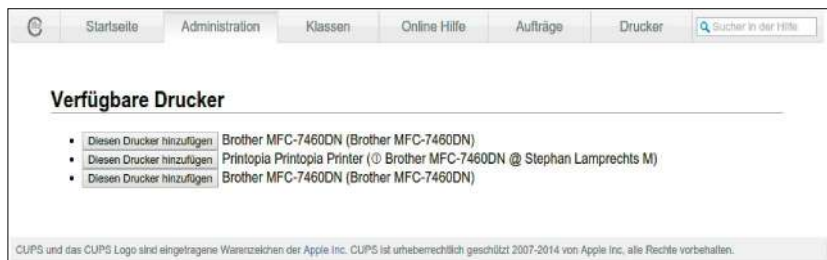 Startseite Administration Klassen Online Hilfe Aufträge Drucker Sucher in der Hilfe
Verfügbare Drucker
Diesen Drucker hinzufügen Brother MFC-7460DN (Brother MFC-7460DN)
Diesen Drucker hinzufügen Printopia Printopia Printer (① Brother MFC-7460DN @ Stephan Lamprechts M)
Diesen Drucker hinzufügen Brother MFC-7460DN (Brother MFC-7460DN)
CUPS und das CUPS Logo sind eingetragene Warenzeichen der Apple Inc. CUPS ist urheberrechtlich geschützt 2007-2014 von Apple Inc, alle Rechte vorbehalten.